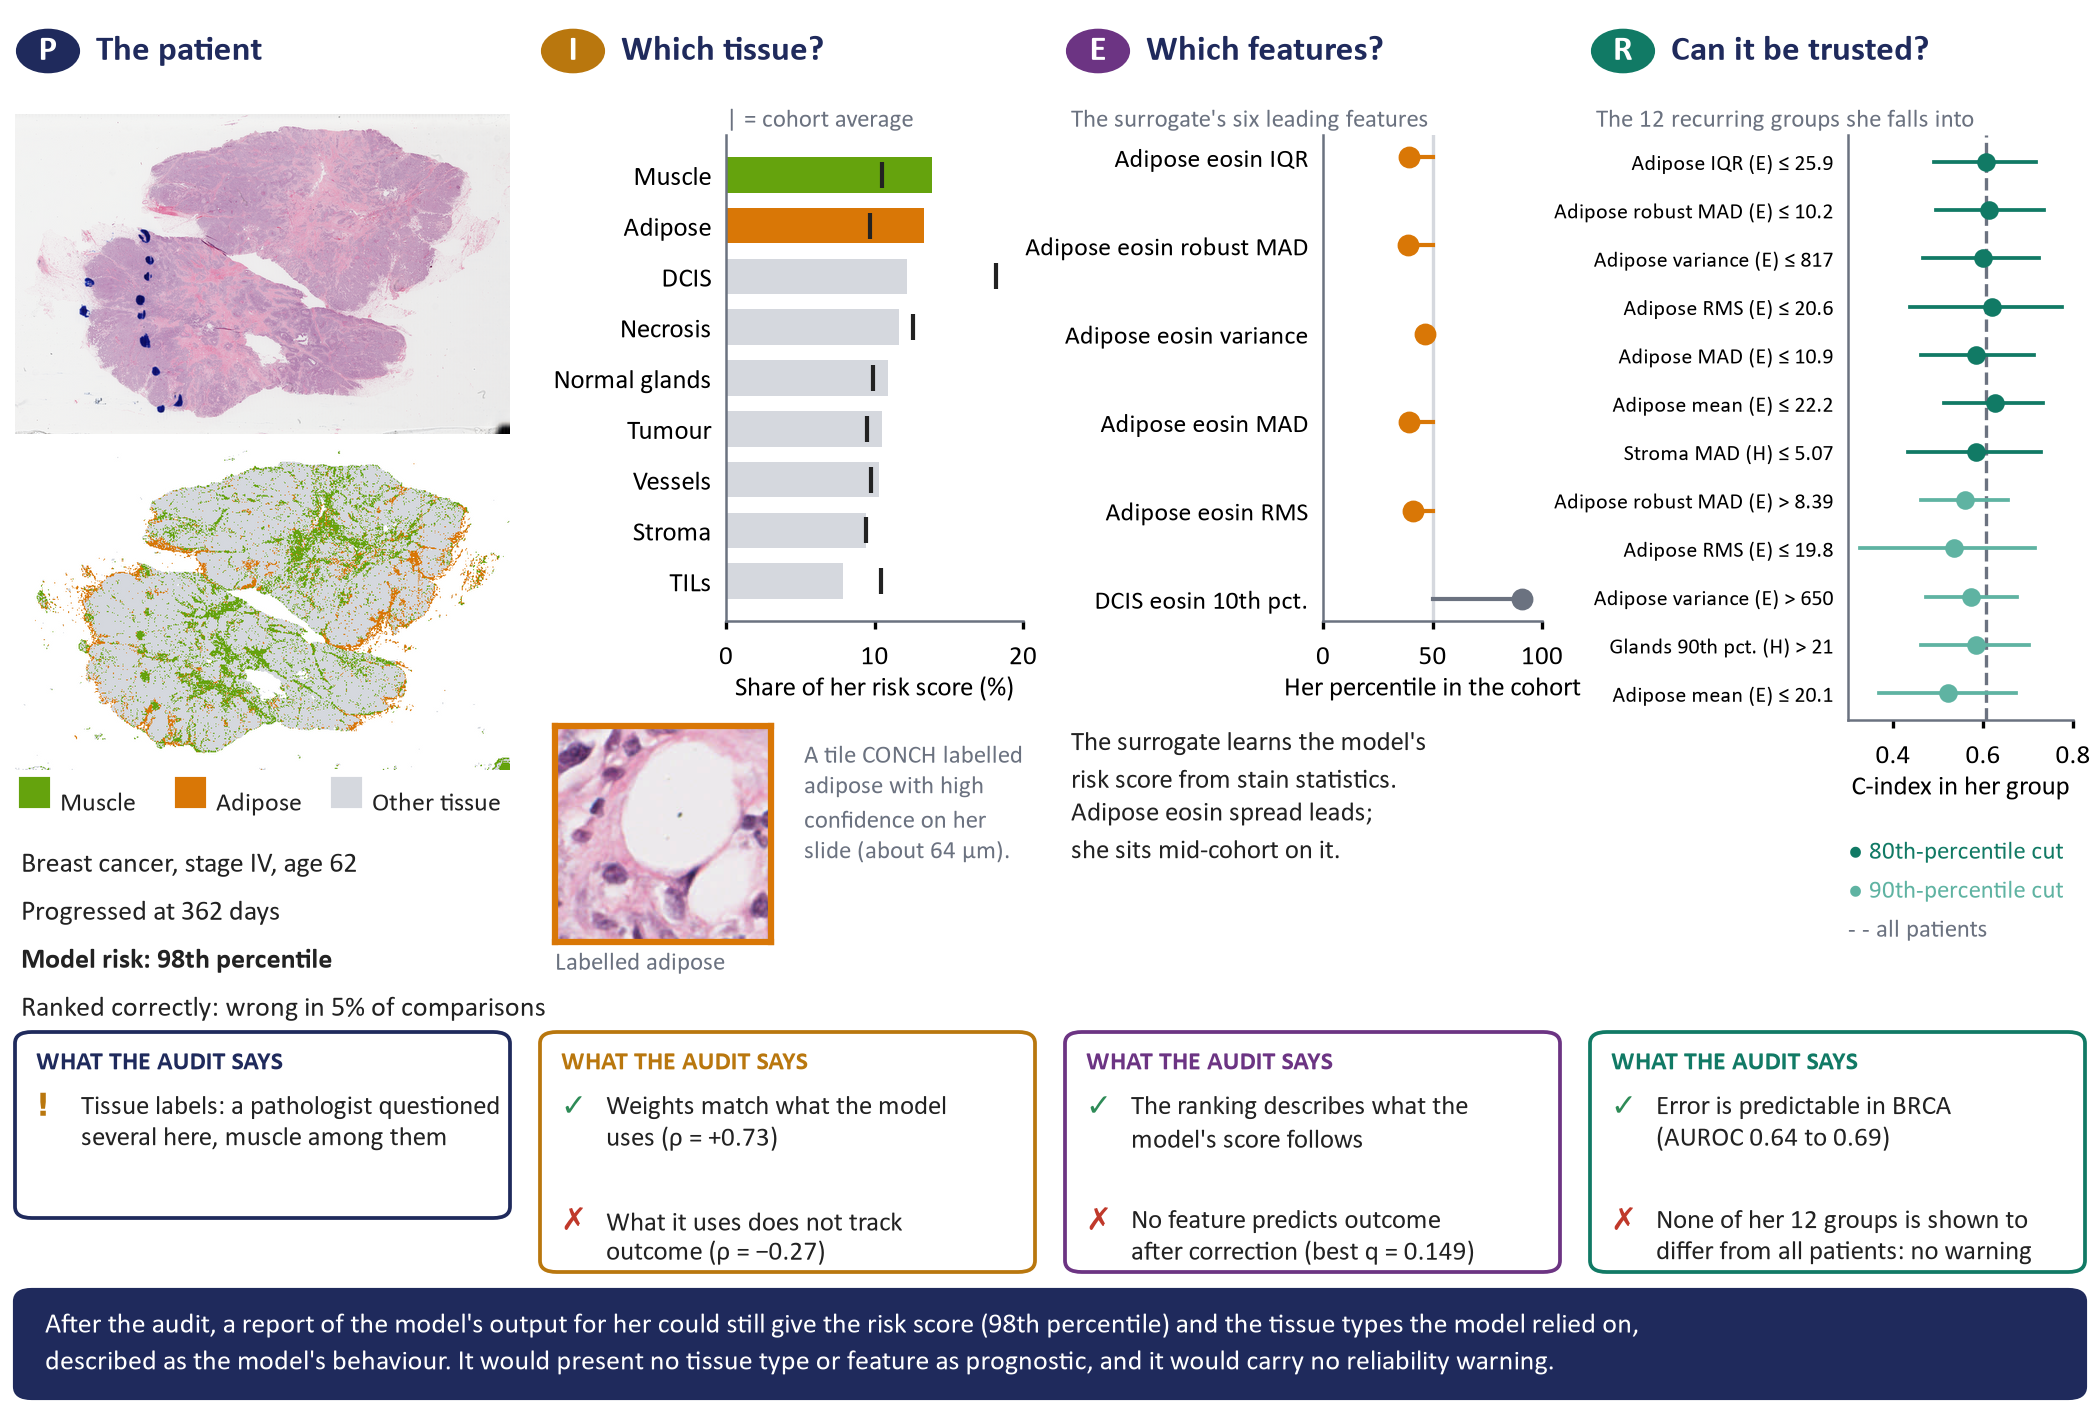 P The patient
Muscle
Adipose
Other tissue
Breast cancer, stage IV, age 62
Progressed at 362 days
Model risk: 98th percentile
Ranked correctly: wrong in 5% of comparisons
I Which tissue?
| = cohort average
Muscle
Adipose
DCIS
Necrosis
Normal glands
Tumour
Vessels
Stroma
TILs
0 10 20
Share of her risk score (%)
A tile CONCH labelled
adipose with high
confidence on her
slide (about 64 µm).
Labelled adipose
E Which features?
The surrogate's six leading features
Adipose eosin IQR
Adipose eosin robust MAD
Adipose eosin variance
Adipose eosin MAD
Adipose eosin RMS
DCIS eosin 10th pct.
0 50 100
Her percentile in the cohort
The surrogate learns the model's
risk score from stain statistics.
Adipose eosin spread leads;
she sits mid-cohort on it.
R Can it be trusted?
The 12 recurring groups she falls into
Adipose IQR (E) ≤ 25.9
Adipose robust MAD (E) ≤ 10.2
Adipose variance (E) ≤ 817
Adipose RMS (E) ≤ 20.6
Adipose MAD (E) ≤ 10.9
Adipose mean (E) ≤ 22.2
Stroma MAD (H) ≤ 5.07
Adipose robust MAD (E) > 8.39
Adipose RMS (E) ≤ 19.8
Adipose variance (E) > 650
Glands 90th pct. (H) > 21
Adipose mean (E) ≤ 20.1
0.4 0.6 0.8
C-index in her group
● 80th-percentile cut
● 90th-percentile cut
- - all patients
WHAT THE AUDIT SAYS
! Tissue labels: a pathologist questioned
several here, muscle among them
WHAT THE AUDIT SAYS
✓ Weights match what the model
uses (ρ = +0.73)
✗ What it uses does not track
outcome (ρ = −0.27)
WHAT THE AUDIT SAYS
✓ The ranking describes what the
model's score follows
✗ No feature predicts outcome
after correction (best q = 0.149)
WHAT THE AUDIT SAYS
✓ Error is predictable in BRCA
(AUROC 0.64 to 0.69)
✗ None of her 12 groups is shown to
differ from all patients: no warning
After the audit, a report of the model's output for her could still give the risk score (98th percentile) and the tissue types the model relied on,
described as the model's behaviour. It would present no tissue type or feature as prognostic, and it would carry no reliability warning.